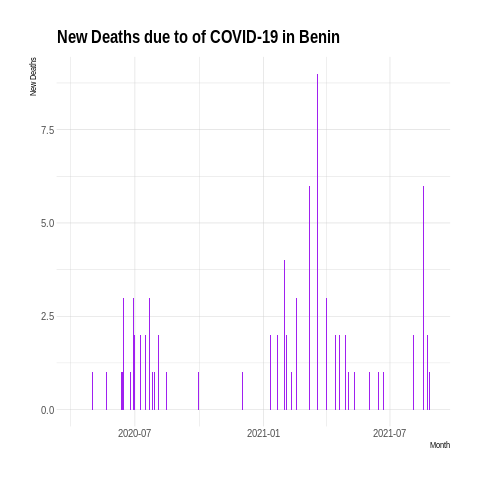 New Deaths due to of COVID-19 in Benin
New Deaths
7.5
5.0
2.5
0.0
2020-07
2021-01
2021-07
Month